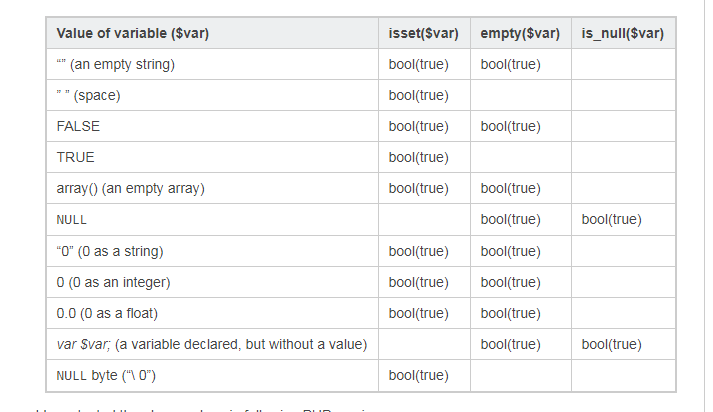 Value of variable ($var) isset($var) empty($var) is_null($var)
“” (an empty string) bool(true) bool(true)
” ” (space) bool(true)
FALSE bool(true) bool(true)
TRUE bool(true)
array() (an empty array) bool(true) bool(true)
NULL bool(true) bool(true)
“0” (0 as a string) bool(true) bool(true)
0 (0 as an integer) bool(true) bool(true)
0.0 (0 as a float) bool(true) bool(true)
var $var; (a variable declared, but without a value) bool(true) bool(true)
NULL byte (“\ 0”) bool(true)